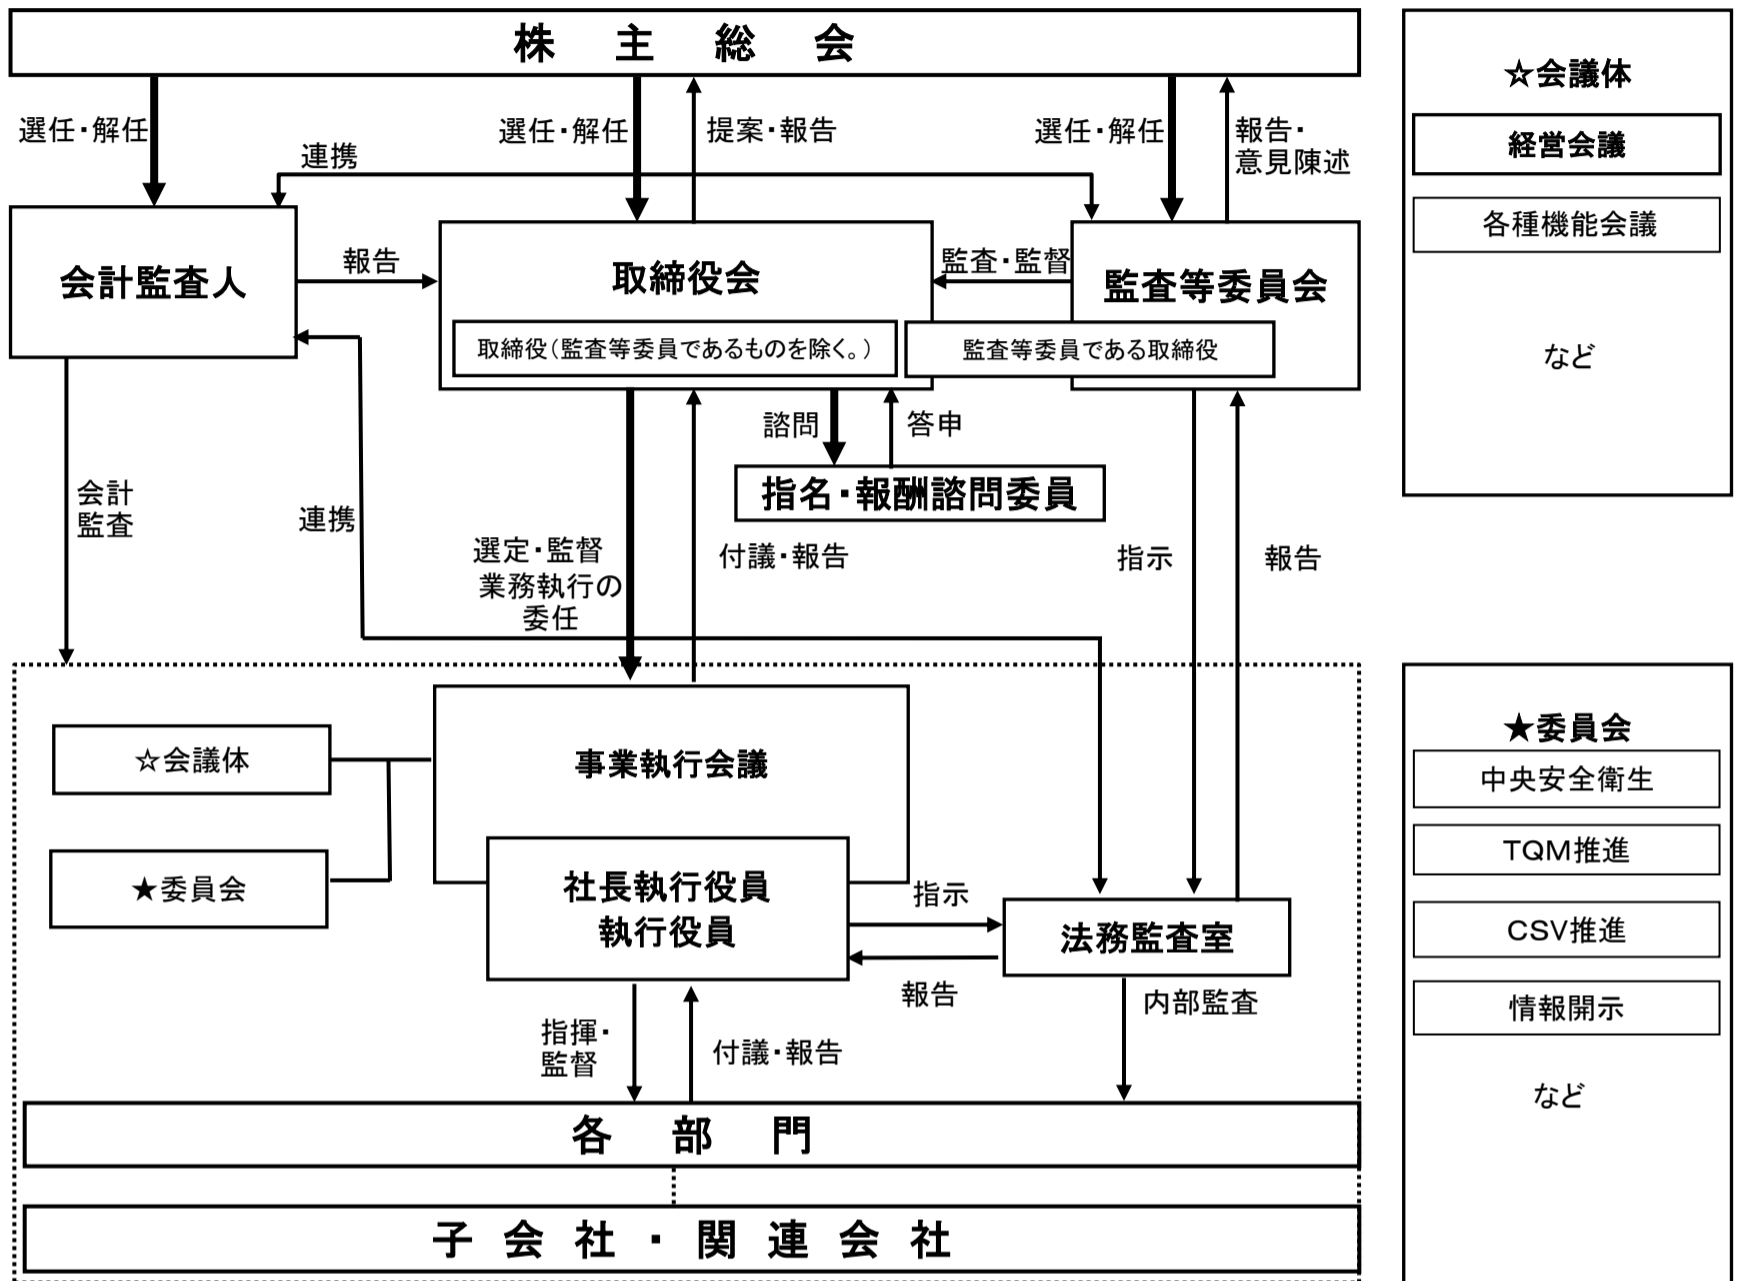 株主総会
選任・解任
選任・解任
提案・報告
選任・解任
報告・
意見陳述
連携
会計監査人
報告
取締役会
監査・監督
監査等委員会
取締役（監査等委員であるものを除く。）
監査等委員である取締役
諮問
答申
指名・報酬諮問委員
会計
監査
連携
選定・監督
業務執行の
委任
付議・報告
指示
報告
☆会議体
事業執行会議
★委員会
社長執行役員
執行役員
指示
報告
法務監査室
指揮・
監督
付議・報告
内部監査
各部門
子会社・関連会社
☆会議体
経営会議
各種機能会議
など
★委員会
中央安全衛生
TQM推進
CSV推進
情報開示
など